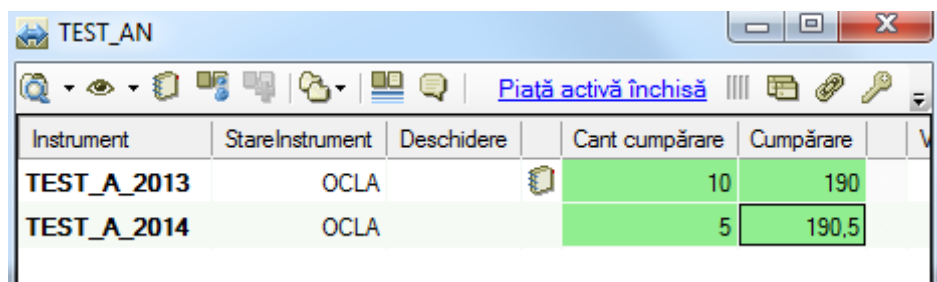 TEST_AN
Piață activă închisă
Instrument StareInstrument Deschidere Cant cumpărare Cumpărare V
TEST_A_2013 OCLA 10 190
TEST_A_2014 OCLA 5 190,5